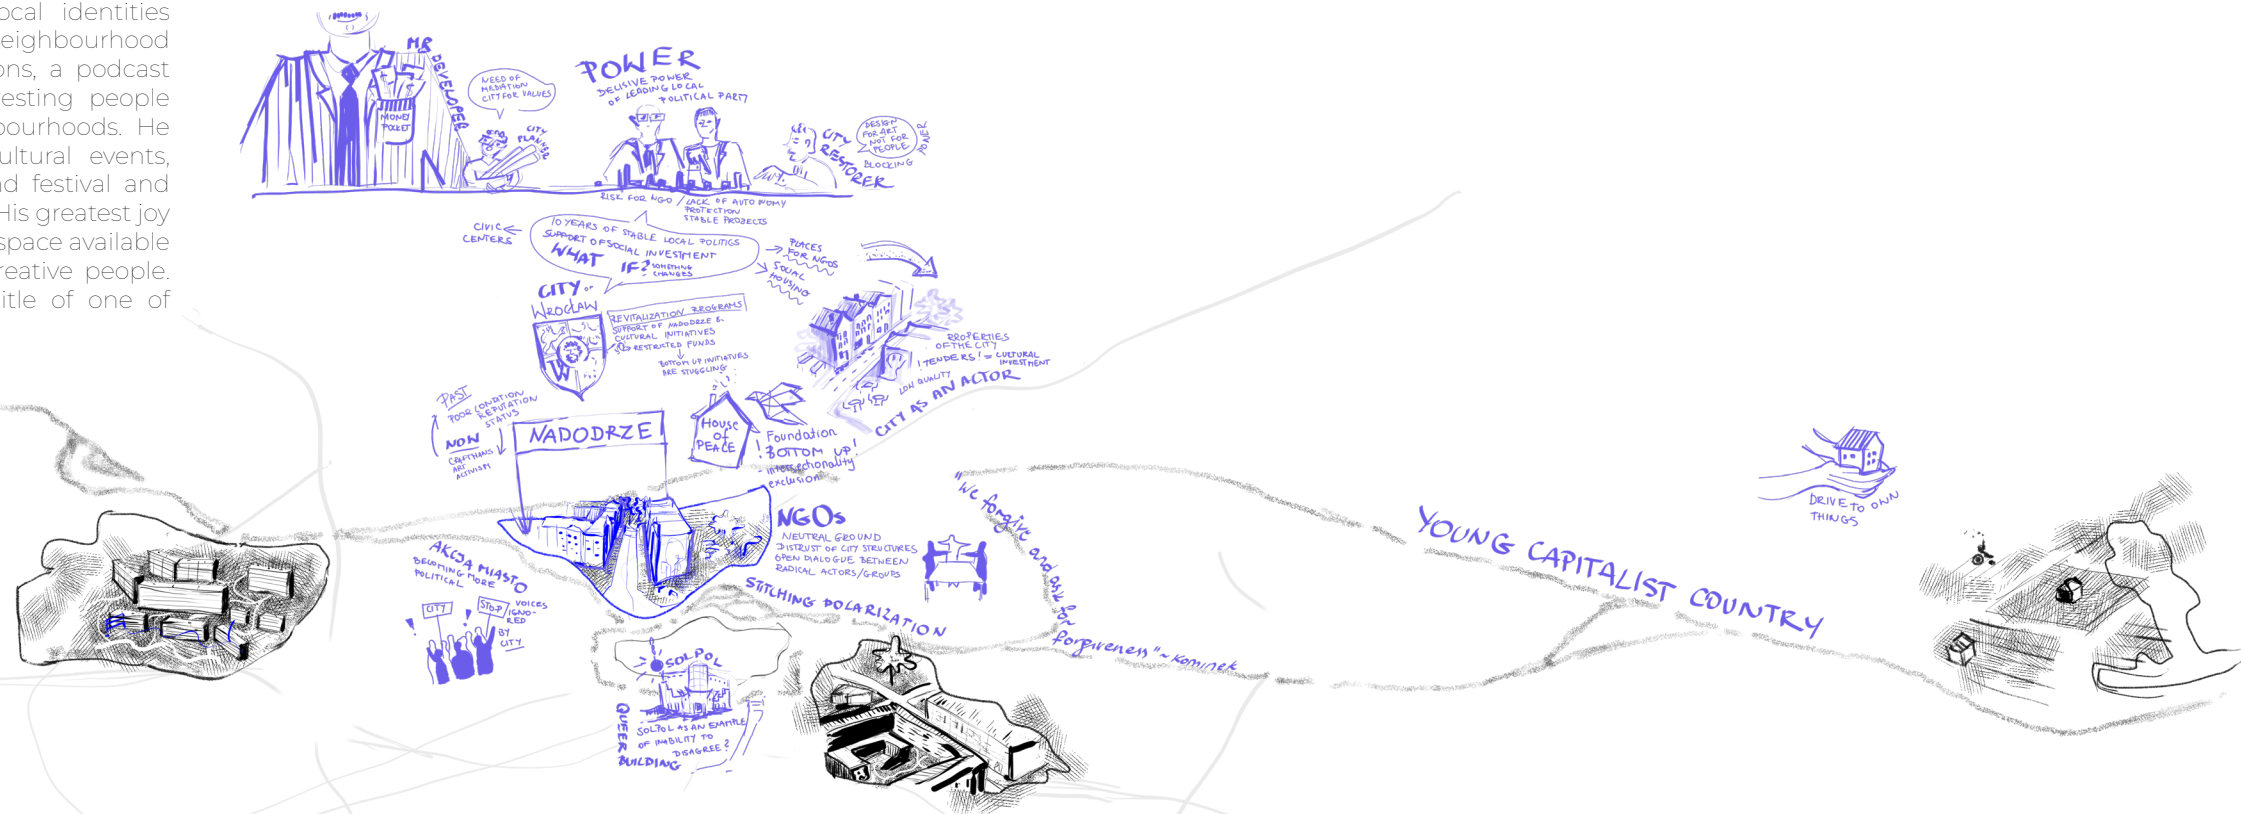 ocal identities
eighbourhood
ons, a podcast
resting people
bourhoods. He
ultural events,
nd festival and
His greatest joy
space available
reative people.
itle of one of
MR DEVELOPER
MONEY
POCKET
NEED OF
MEDIATION
CITY FOR VALUES
CITY
PLANNER
POWER
DECISIVE POWER
OF LEADING LOCAL
POLITICAL PARTY
CITY
RESTORER
DESIGN
FOR ART
NOT FOR
PEOPLE
BLOCKING
POWER
RISK FOR NGO / LACK OF AUTONOMY
PROTECTION
STABLE PROJECTS
CIVIC
CENTERS
10 YEARS OF STABLE LOCAL POLITICS
SUPPORT OF SOCIAL INVESTMENT
WHAT IF? SOMETHING
CHANGES
PLACES
FOR NGOS
SOCIAL
HOUSING
CITY OF
WROCŁAW
REVITALIZATION PROGRAMS
SUPPORT OF NADODRZE &
CULTURAL INITIATIVES
RESTRICTED FUNDS
BOTTOM UP INITIATIVES
ARE STUGGLING
PROPERTIES
OF THE CITY
! TENDERS! = CULTURAL
INVESTMENT
LOW QUALITY
CITY AS AN ACTOR
PAST
POOR CONDITION
REPUTATION
STATUS
NOW
CRAFTMANS
ART
ACTIVISM
NADODRZE
House
of
PEACE
! Foundation
BOTTOM UP!
- intersectionality
- exclusion
NGOs
NEUTRAL GROUND
DISTRUST OF CITY STRUCTURES
OPEN DIALOGUE BETWEEN
RADICAL ACTORS/GROUPS
STITCHING POLARIZATION
"We forgive and ask for
forgiveness" ~ Kominek
AKCJA MIASTO
BECOMING MORE
POLITICAL
CITY
STOP
VOICES
IGNO-
RED
BY
CITY
SOLPOL
SOLPOL AS AN EXAMPLE
OF INABILITY TO
DISAGREE?
QUEER
BUILDING
YOUNG CAPITALIST COUNTRY
DRIVE TO OWN
THINGS